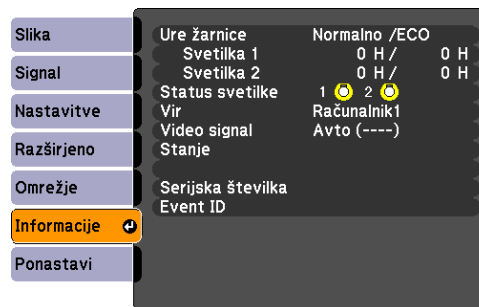 Slika
Signal
Nastavitve
Razširjeno
Omrežje
Informacije
Ponastavi
Ure žarnice Normalno /ECO
Svetilka 1 0 H / 0 H
Svetilka 2 0 H / 0 H
Status svetilke 1 2
Vir Računalnik1
Video signal Avto (----)
Stanje
Serijska številka
Event ID